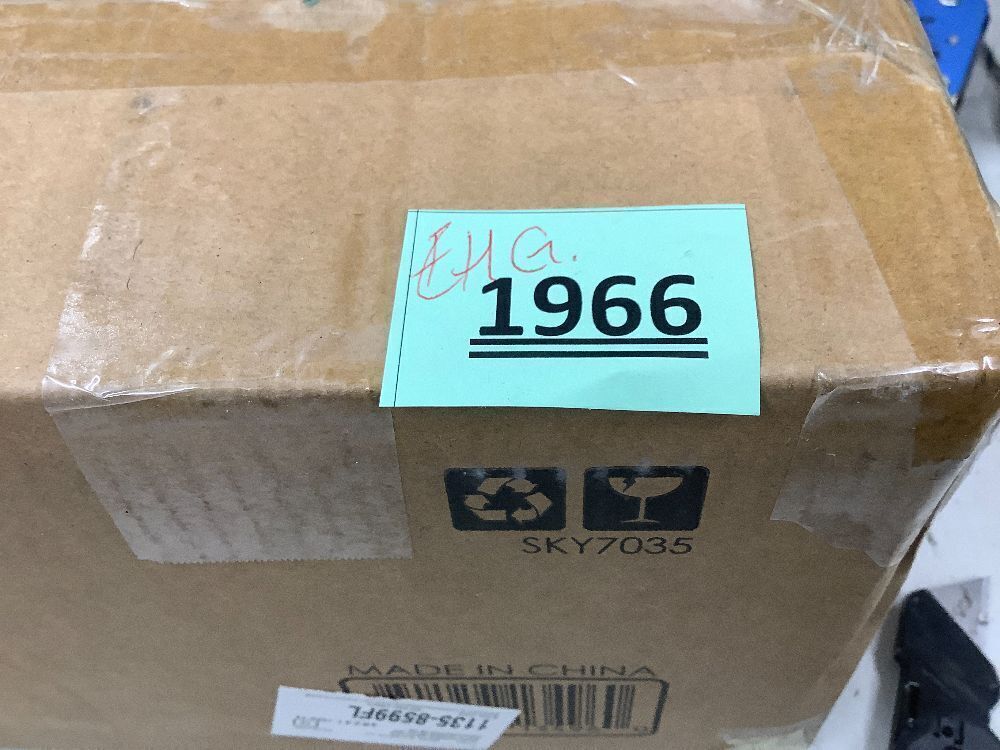 EHG.
1966
SKY7035
MADE IN CHINA
1135-8599FL